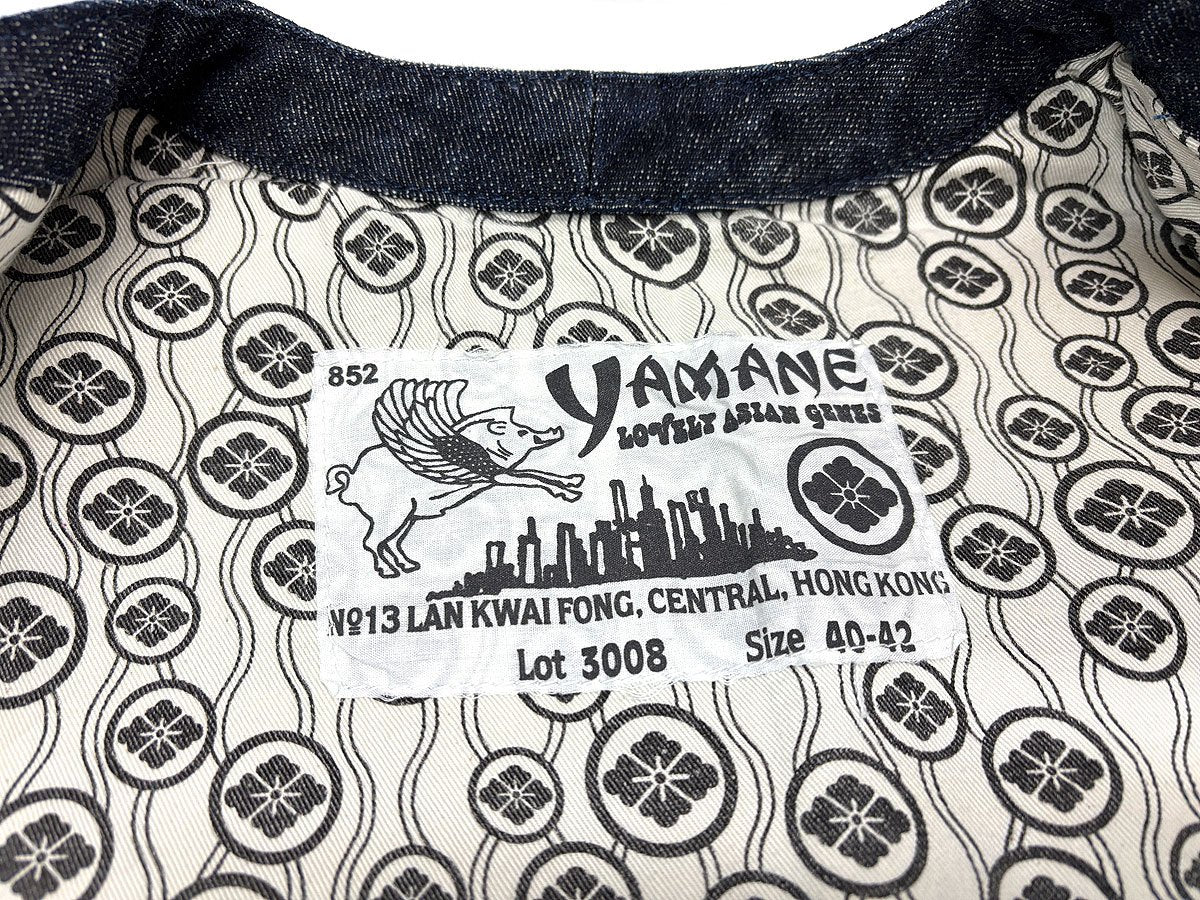 852
YAMANE
LOVELY ASIAN GENES
Nº13 LAN KWAI FONG, CENTRAL, HONG KONG
Lot 3008 Size 40-42